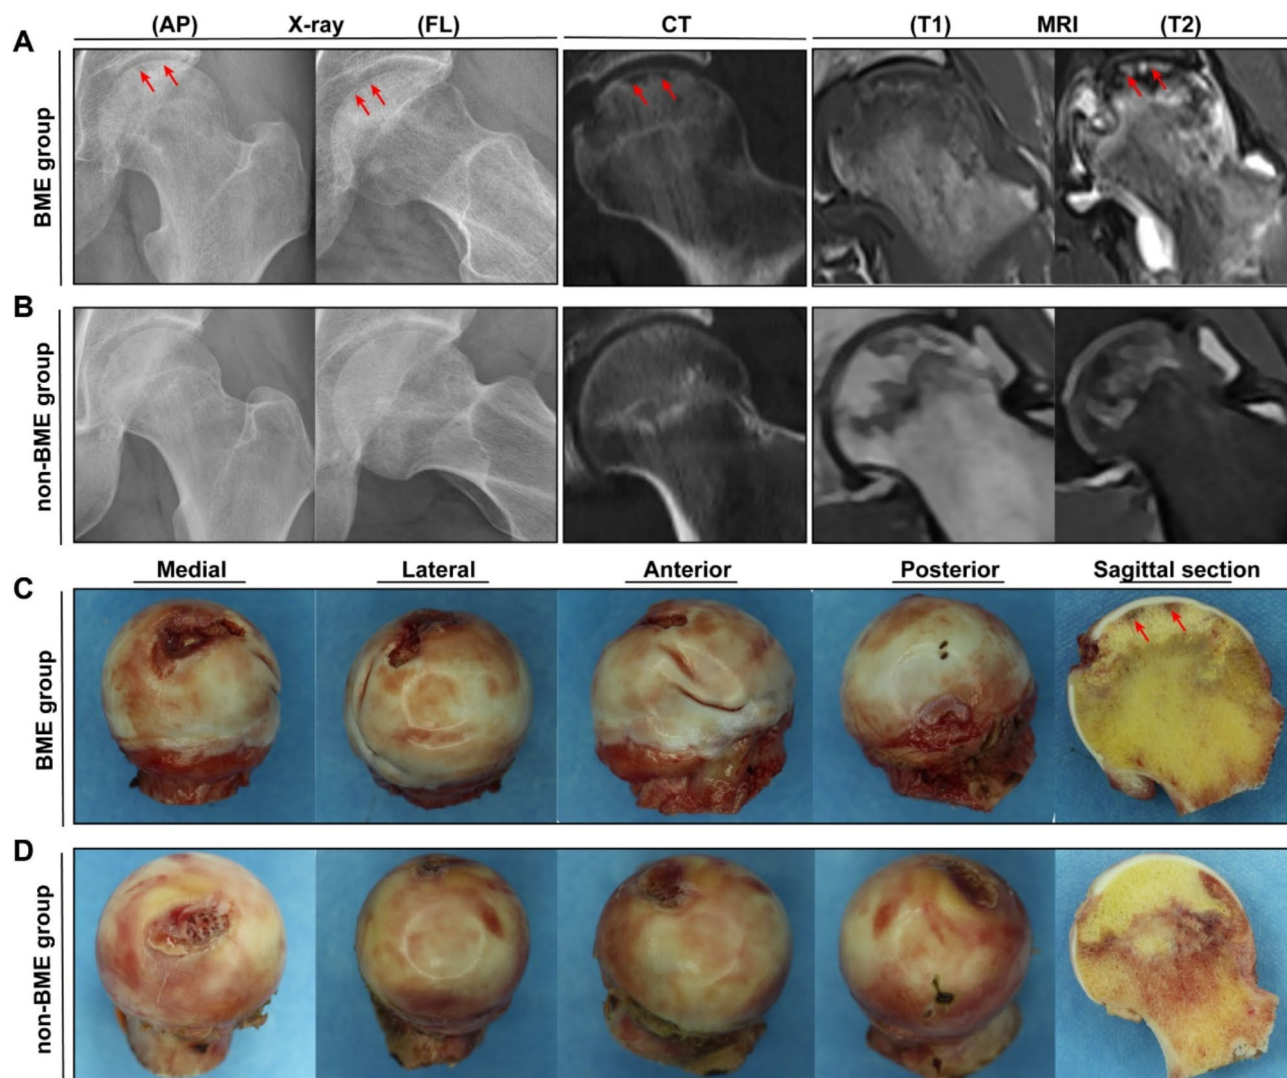 (AP) X-ray (FL) CT (T1) MRI (T2)
A
BME group
B
non-BME group
Medial Lateral Anterior Posterior Sagittal section
C
BME group
D
non-BME group